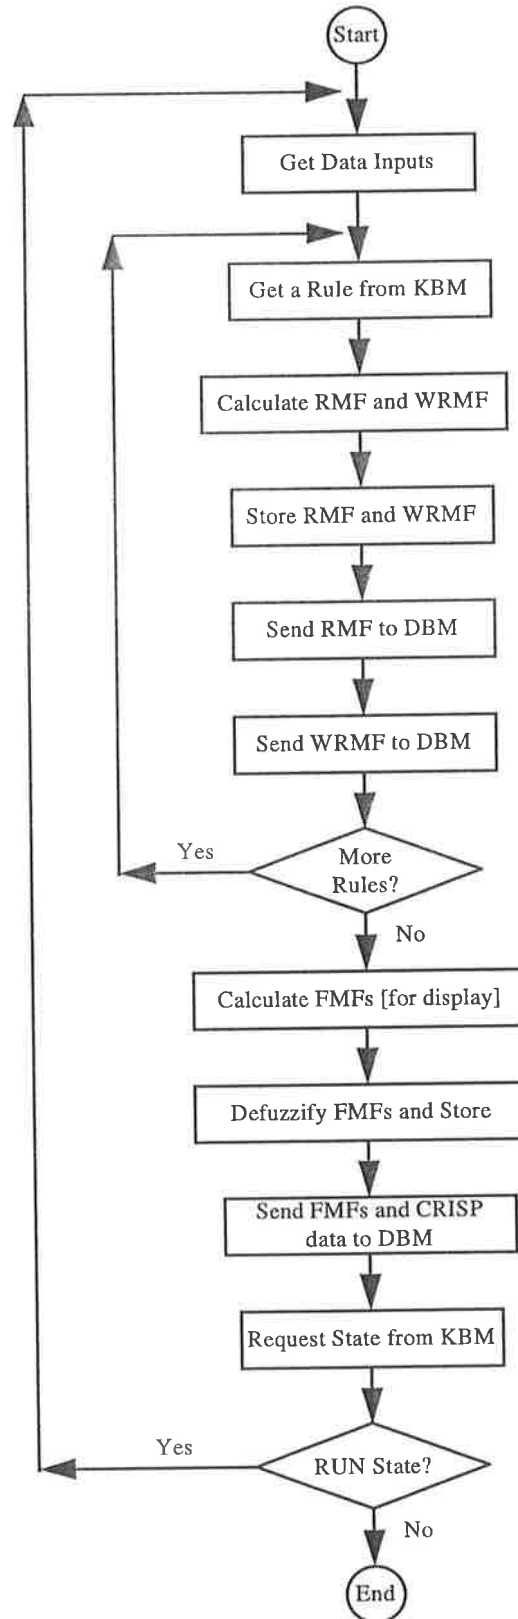 Start
Get Data Inputs
Get a Rule from KBM
Calculate RMF and WRMF
Store RMF and WRMF
Send RMF to DBM
Send WRMF to DBM
Yes
More
Rules?
No
Calculate FMFs [for display]
Defuzzify FMFs and Store
Send FMFs and CRISP
data to DBM
Request State from KBM
Yes
RUN State?
No
End